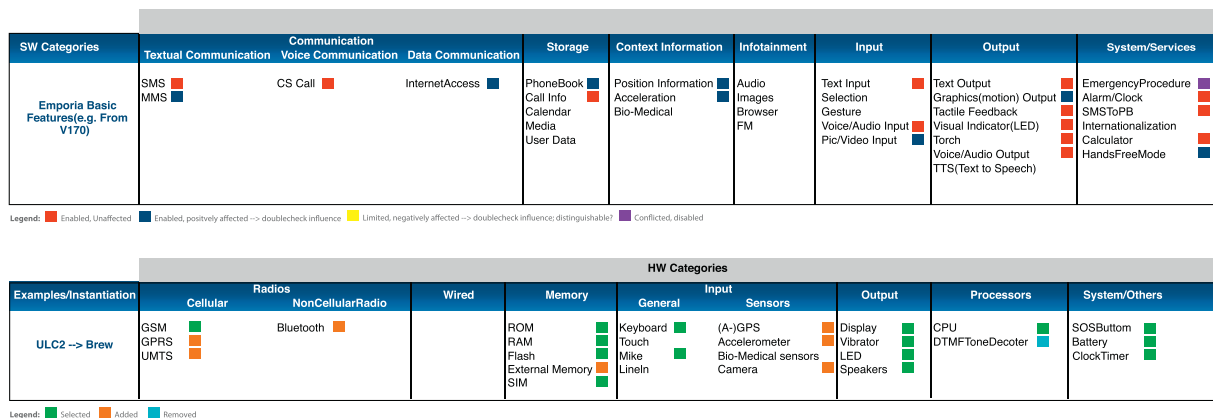 SW Categories
Communication
Textual Communication Voice Communication Data Communication
Storage
Context Information
Infotainment
Input
Output
System/Services
Emporia Basic
Features(e.g. From
V170)
SMS
MMS
CS Call
InternetAccess
PhoneBook
Call Info
Calendar
Media
User Data
Position Information
Acceleration
Bio-Medical
Audio
Images
Browser
FM
Text Input
Selection
Gesture
Voice/Audio Input
Pic/Video Input
Text Output
Graphics(motion) Output
Tactile Feedback
Visual Indicator(LED)
Torch
Voice/Audio Output
TTS(Text to Speech)
EmergencyProcedure
Alarm/Clock
SMSToPB
Internationalization
Calculator
HandsFreeMode
Legend: Enabled, Unaffected Enabled, positvely affected --> doublecheck influence Limited, negatively affected --> doublecheck influence; distinguishable? Conflicted, disabled
HW Categories
Examples/Instantiation
Radios
Cellular NonCellularRadio
Wired
Memory
Input
General Sensors
Output
Processors
System/Others
ULC2 --> Brew
GSM
GPRS
UMTS
Bluetooth
ROM
RAM
Flash
External Memory
SIM
Keyboard
Touch
Mike
LineIn
(A-)GPS
Accelerometer
Bio-Medical sensors
Camera
Display
Vibrator
LED
Speakers
CPU
DTMFToneDecoter
SOSButtom
Battery
ClockTimer
Legend: Selected Added Removed